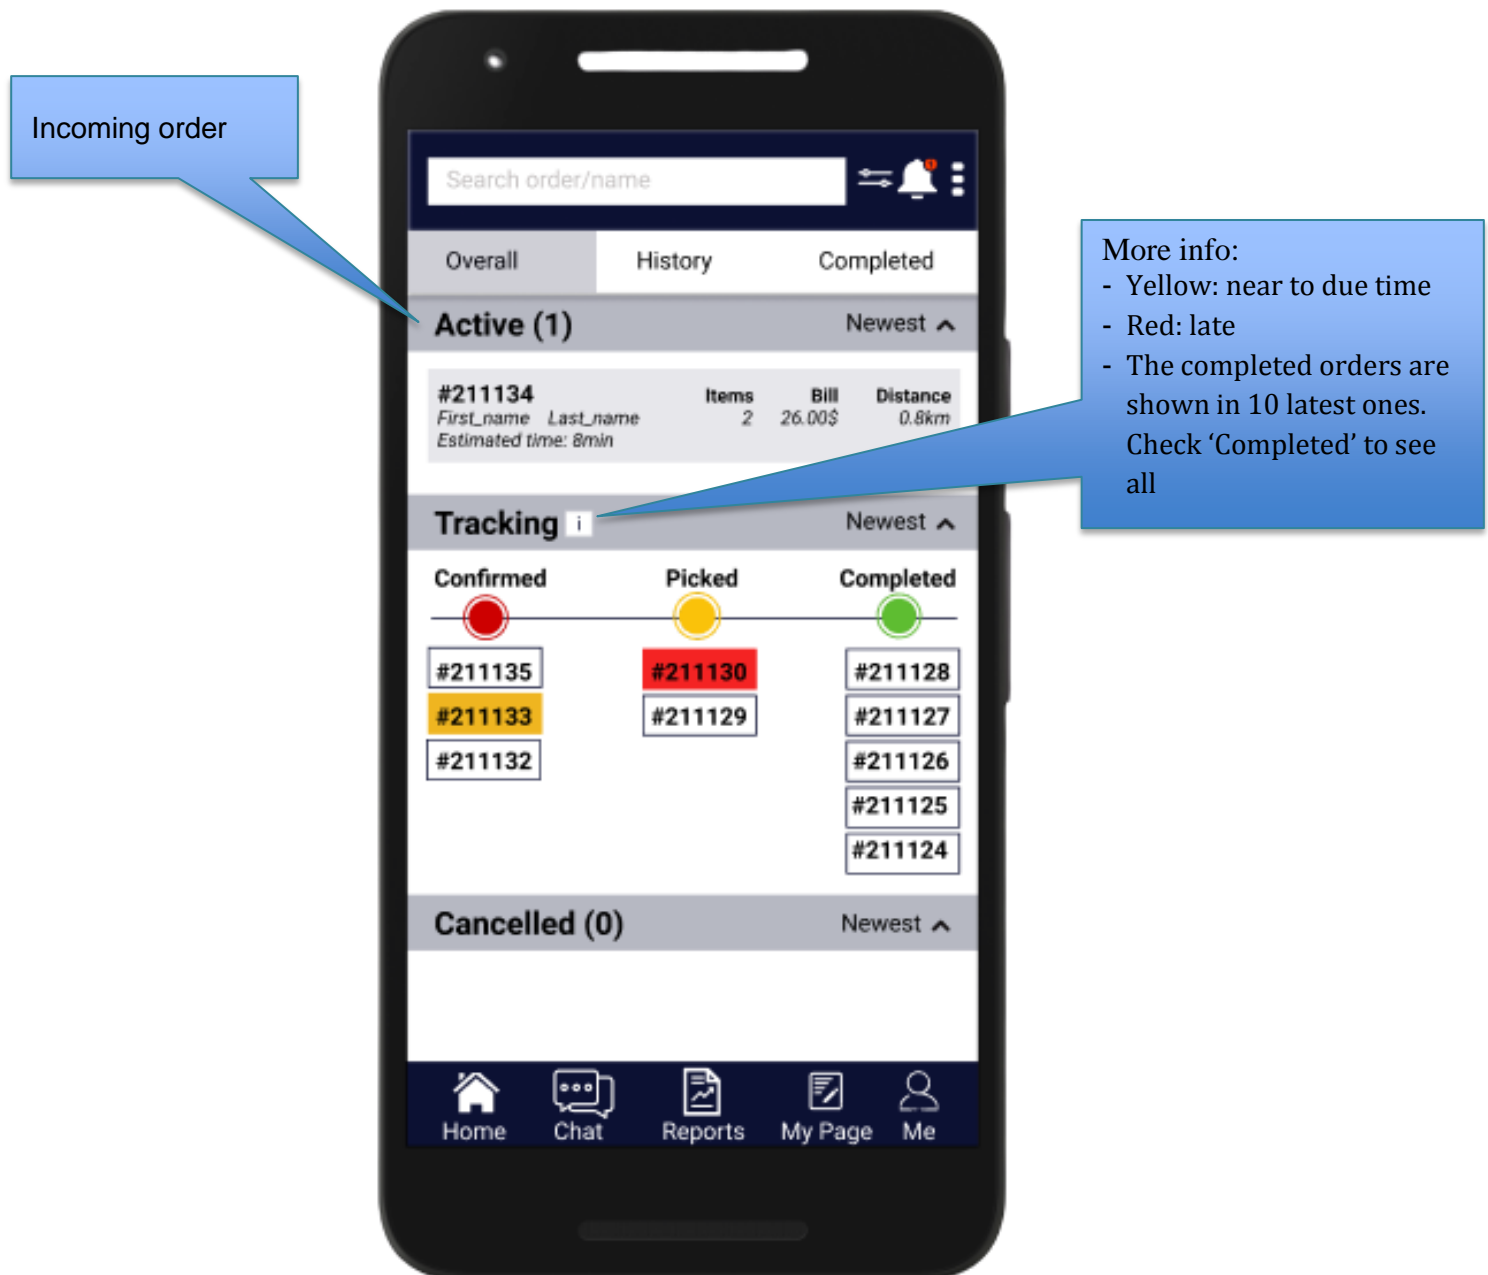 Incoming order
Search order/name
1
Overall History Completed
Active (1) Newest
#211134 Items Bill Distance
First_name Last_name 2 26.00$ 0.8km
Estimated time: 8min
Tracking i Newest
Confirmed Picked Completed
#211135 #211130 #211128
#211133 #211129 #211127
#211132 #211126
#211125
#211124
Cancelled (0) Newest
Home Chat Reports My Page Me
More info:
- Yellow: near to due time
- Red: late
- The completed orders are
shown in 10 latest ones.
Check ‘Completed’ to see
all